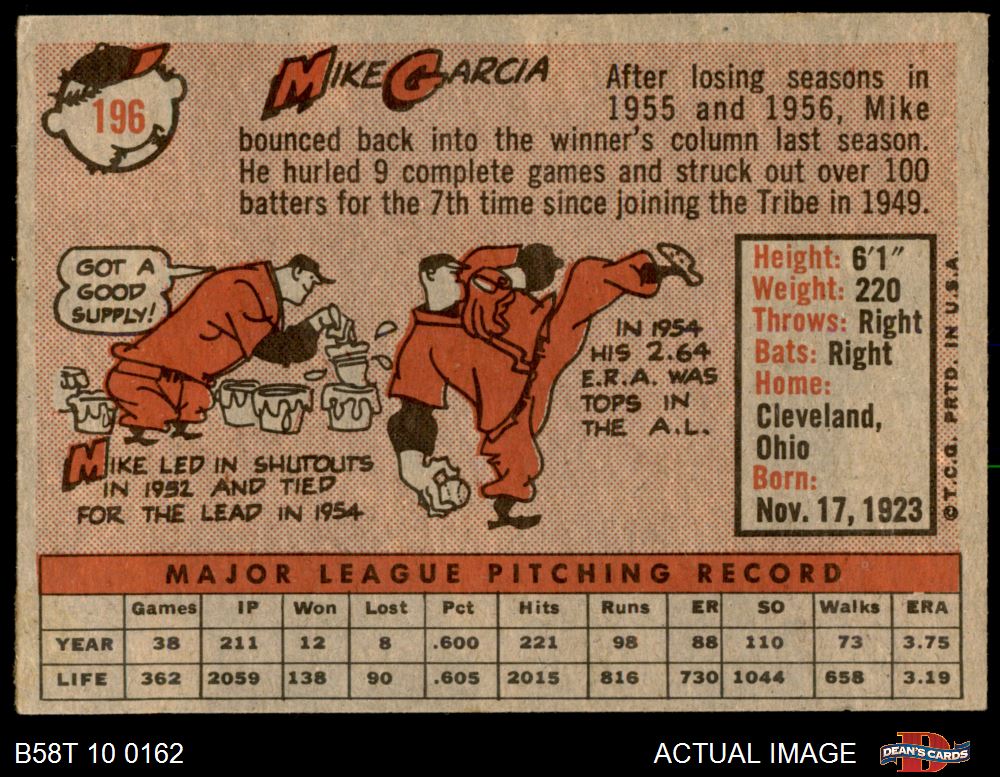 196
MIKE GARCIA
After losing seasons in
1955 and 1956, Mike
bounced back into the winner's column last season.
He hurled 9 complete games and struck out over 100
batters for the 7th time since joining the Tribe in 1949.
GOT A
GOOD
SUPPLY!
MIKE LED IN SHUTOUTS
IN 1952 AND TIED
FOR THE LEAD IN 1954
IN 1954
HIS 2.64
E.R.A. WAS
TOPS IN
THE A.L.
Height: 6'1"
Weight: 220
Throws: Right
Bats: Right
Home:
Cleveland,
Ohio
Born:
Nov. 17, 1923
© T.C.G. PRTD. IN U.S.A.
MAJOR LEAGUE PITCHING RECORD
Games IP Won Lost Pct Hits Runs ER SO Walks ERA
YEAR 38 211 12 8 .600 221 98 88 110 73 3.75
LIFE 362 2059 138 90 .605 2015 816 730 1044 658 3.19
B58T 10 0162
ACTUAL IMAGE
D
DEAN'S CARDS